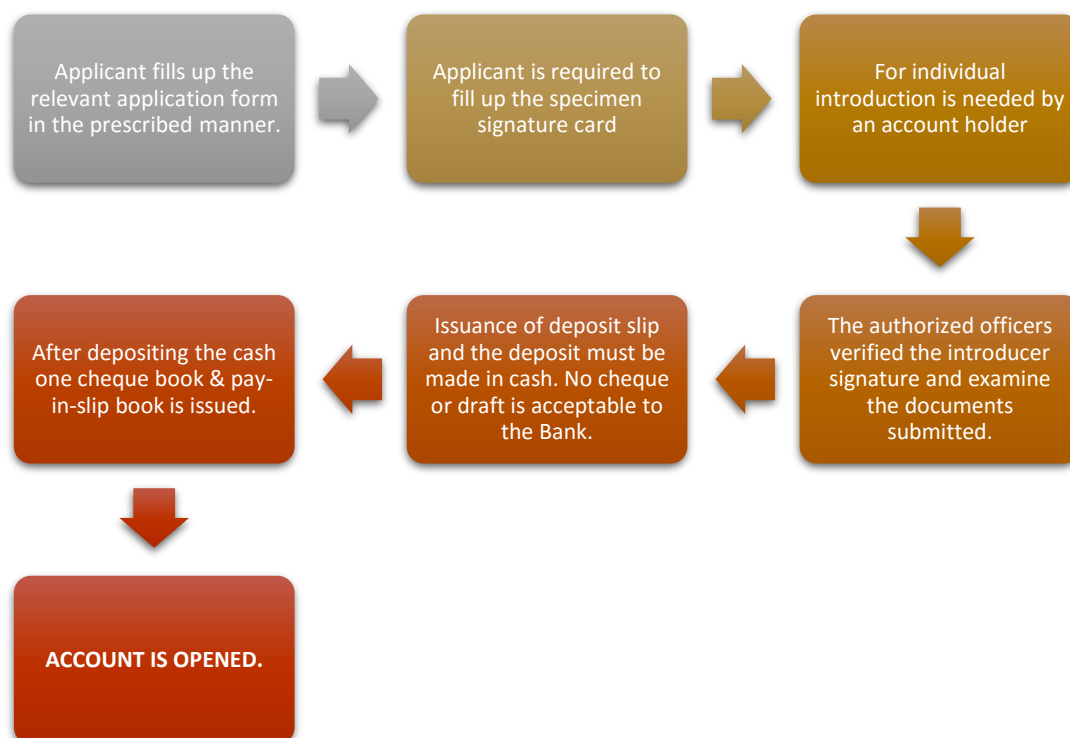 Applicant fills up the
relevant application form
in the prescribed manner.
Applicant is required to
fill up the specimen
signature card
For individual
introduction is needed by
an account holder
The authorized officers
verified the introducer
signature and examine
the documents
submitted.
Issuance of deposit slip
and the deposit must be
made in cash. No cheque
or draft is acceptable to
the Bank.
After depositing the cash
one cheque book & pay-
in-slip book is issued.
ACCOUNT IS OPENED.